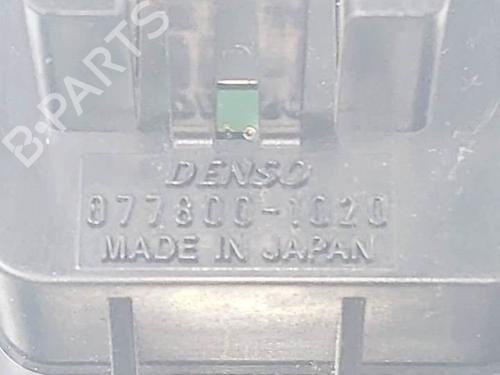 B·PARTS
DENSO
077800-1020
MADE IN JAPAN